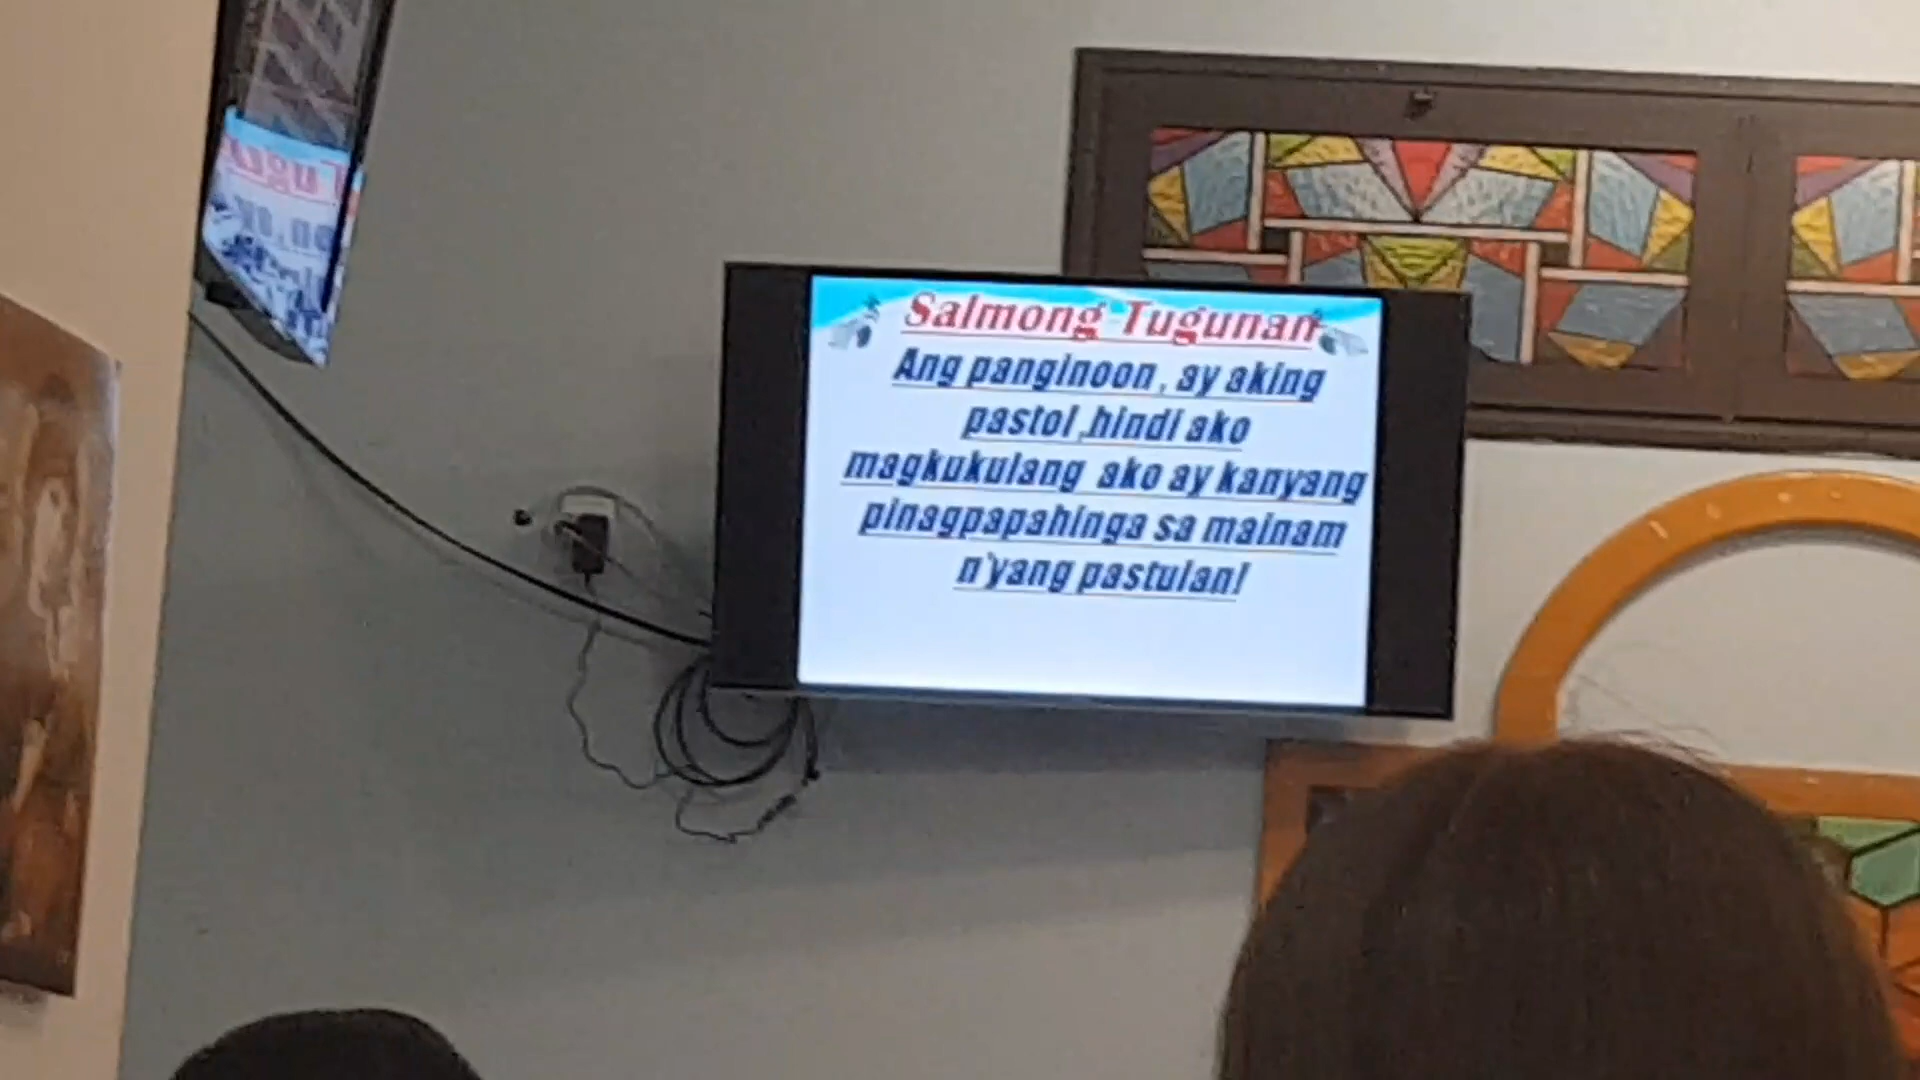 Salmong Tugunan
Ang panginoon , ay aking
pastol ,hindi ako
magkukulang ako ay kanyang
pinagpapahinga sa mainam
n'yang pastulan!